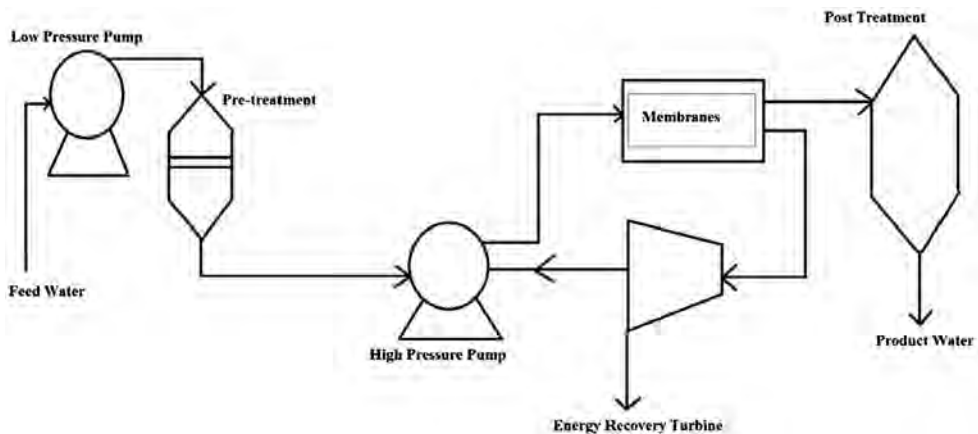 Post Treatment
Low Pressure Pump
Pre-treatment
Membranes
Feed Water
High Pressure Pump
Product Water
Energy Recovery Turbine